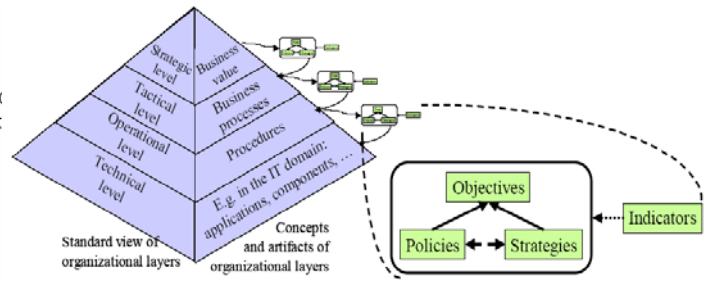 Strategic
level
Business
value
Tactical
level
Business
processes
Operational
level
Procedures
Technical
level
E.g. in the IT domain:
applications, components, …
Standard view of
organizational layers
Concepts
and artifacts of
organizational layers
Objectives
Policies
Strategies
Indicators